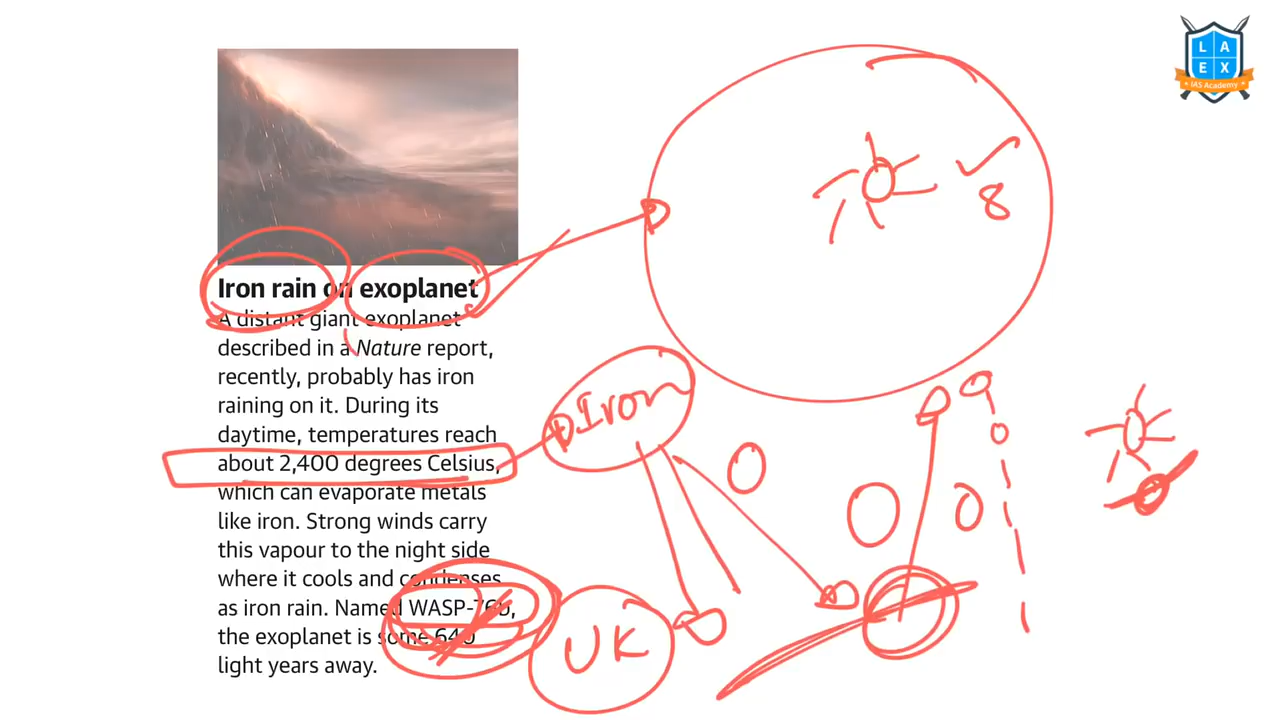 L A
E X
IAS Academy
8
Iron rain on exoplanet
A distant giant exoplanet
described in a Nature report,
recently, probably has iron
raining on it. During its
daytime, temperatures reach
about 2,400 degrees Celsius,
which can evaporate metals
like iron. Strong winds carry
this vapour to the night side
where it cools and condenses
as iron rain. Named WASP-76b,
the exoplanet is some 640
light years away.
Iron
UK